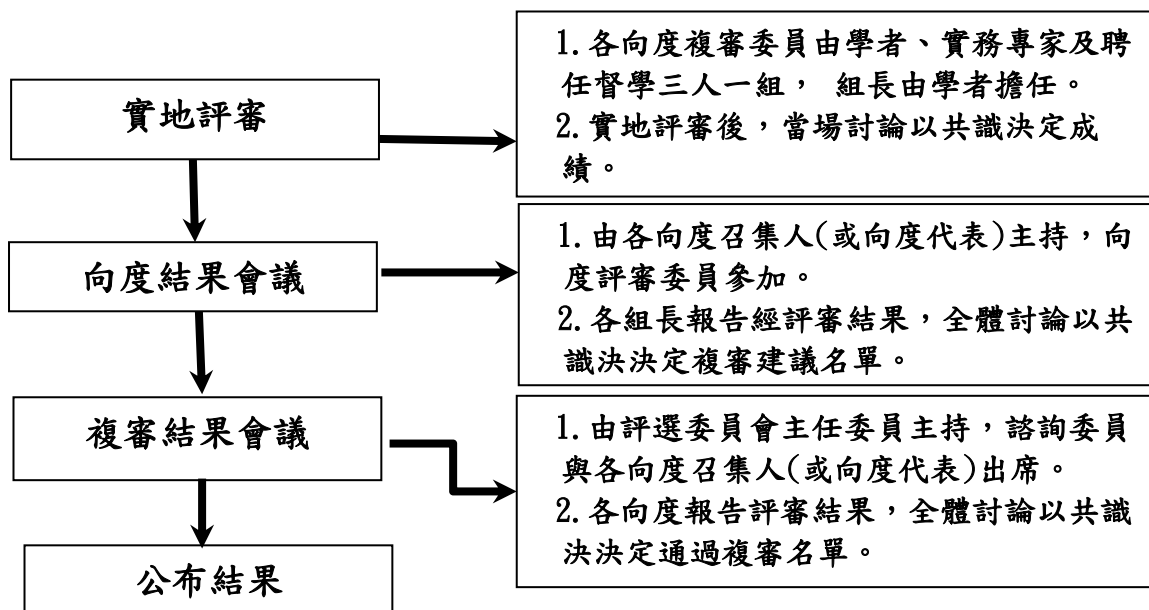 實地評審
1.各向度複審委員由學者、實務專家及聘
任督學三人一組， 組長由學者擔任。
2.實地評審後，當場討論以共識決定成
績。
向度結果會議
1.由各向度召集人(或向度代表)主持，向
度評審委員參加。
2.各組長報告經評審結果，全體討論以共
識決決定複審建議名單。
複審結果會議
1.由評選委員會主任委員主持，諮詢委員
與各向度召集人(或向度代表)出席。
2.各向度報告評審結果，全體討論以共識
決決定通過複審名單。
公布結果